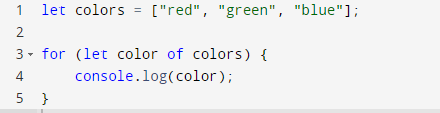 1 let colors = ["red", "green", "blue"];
2
3 for (let color of colors) {
4     console.log(color);
5 }